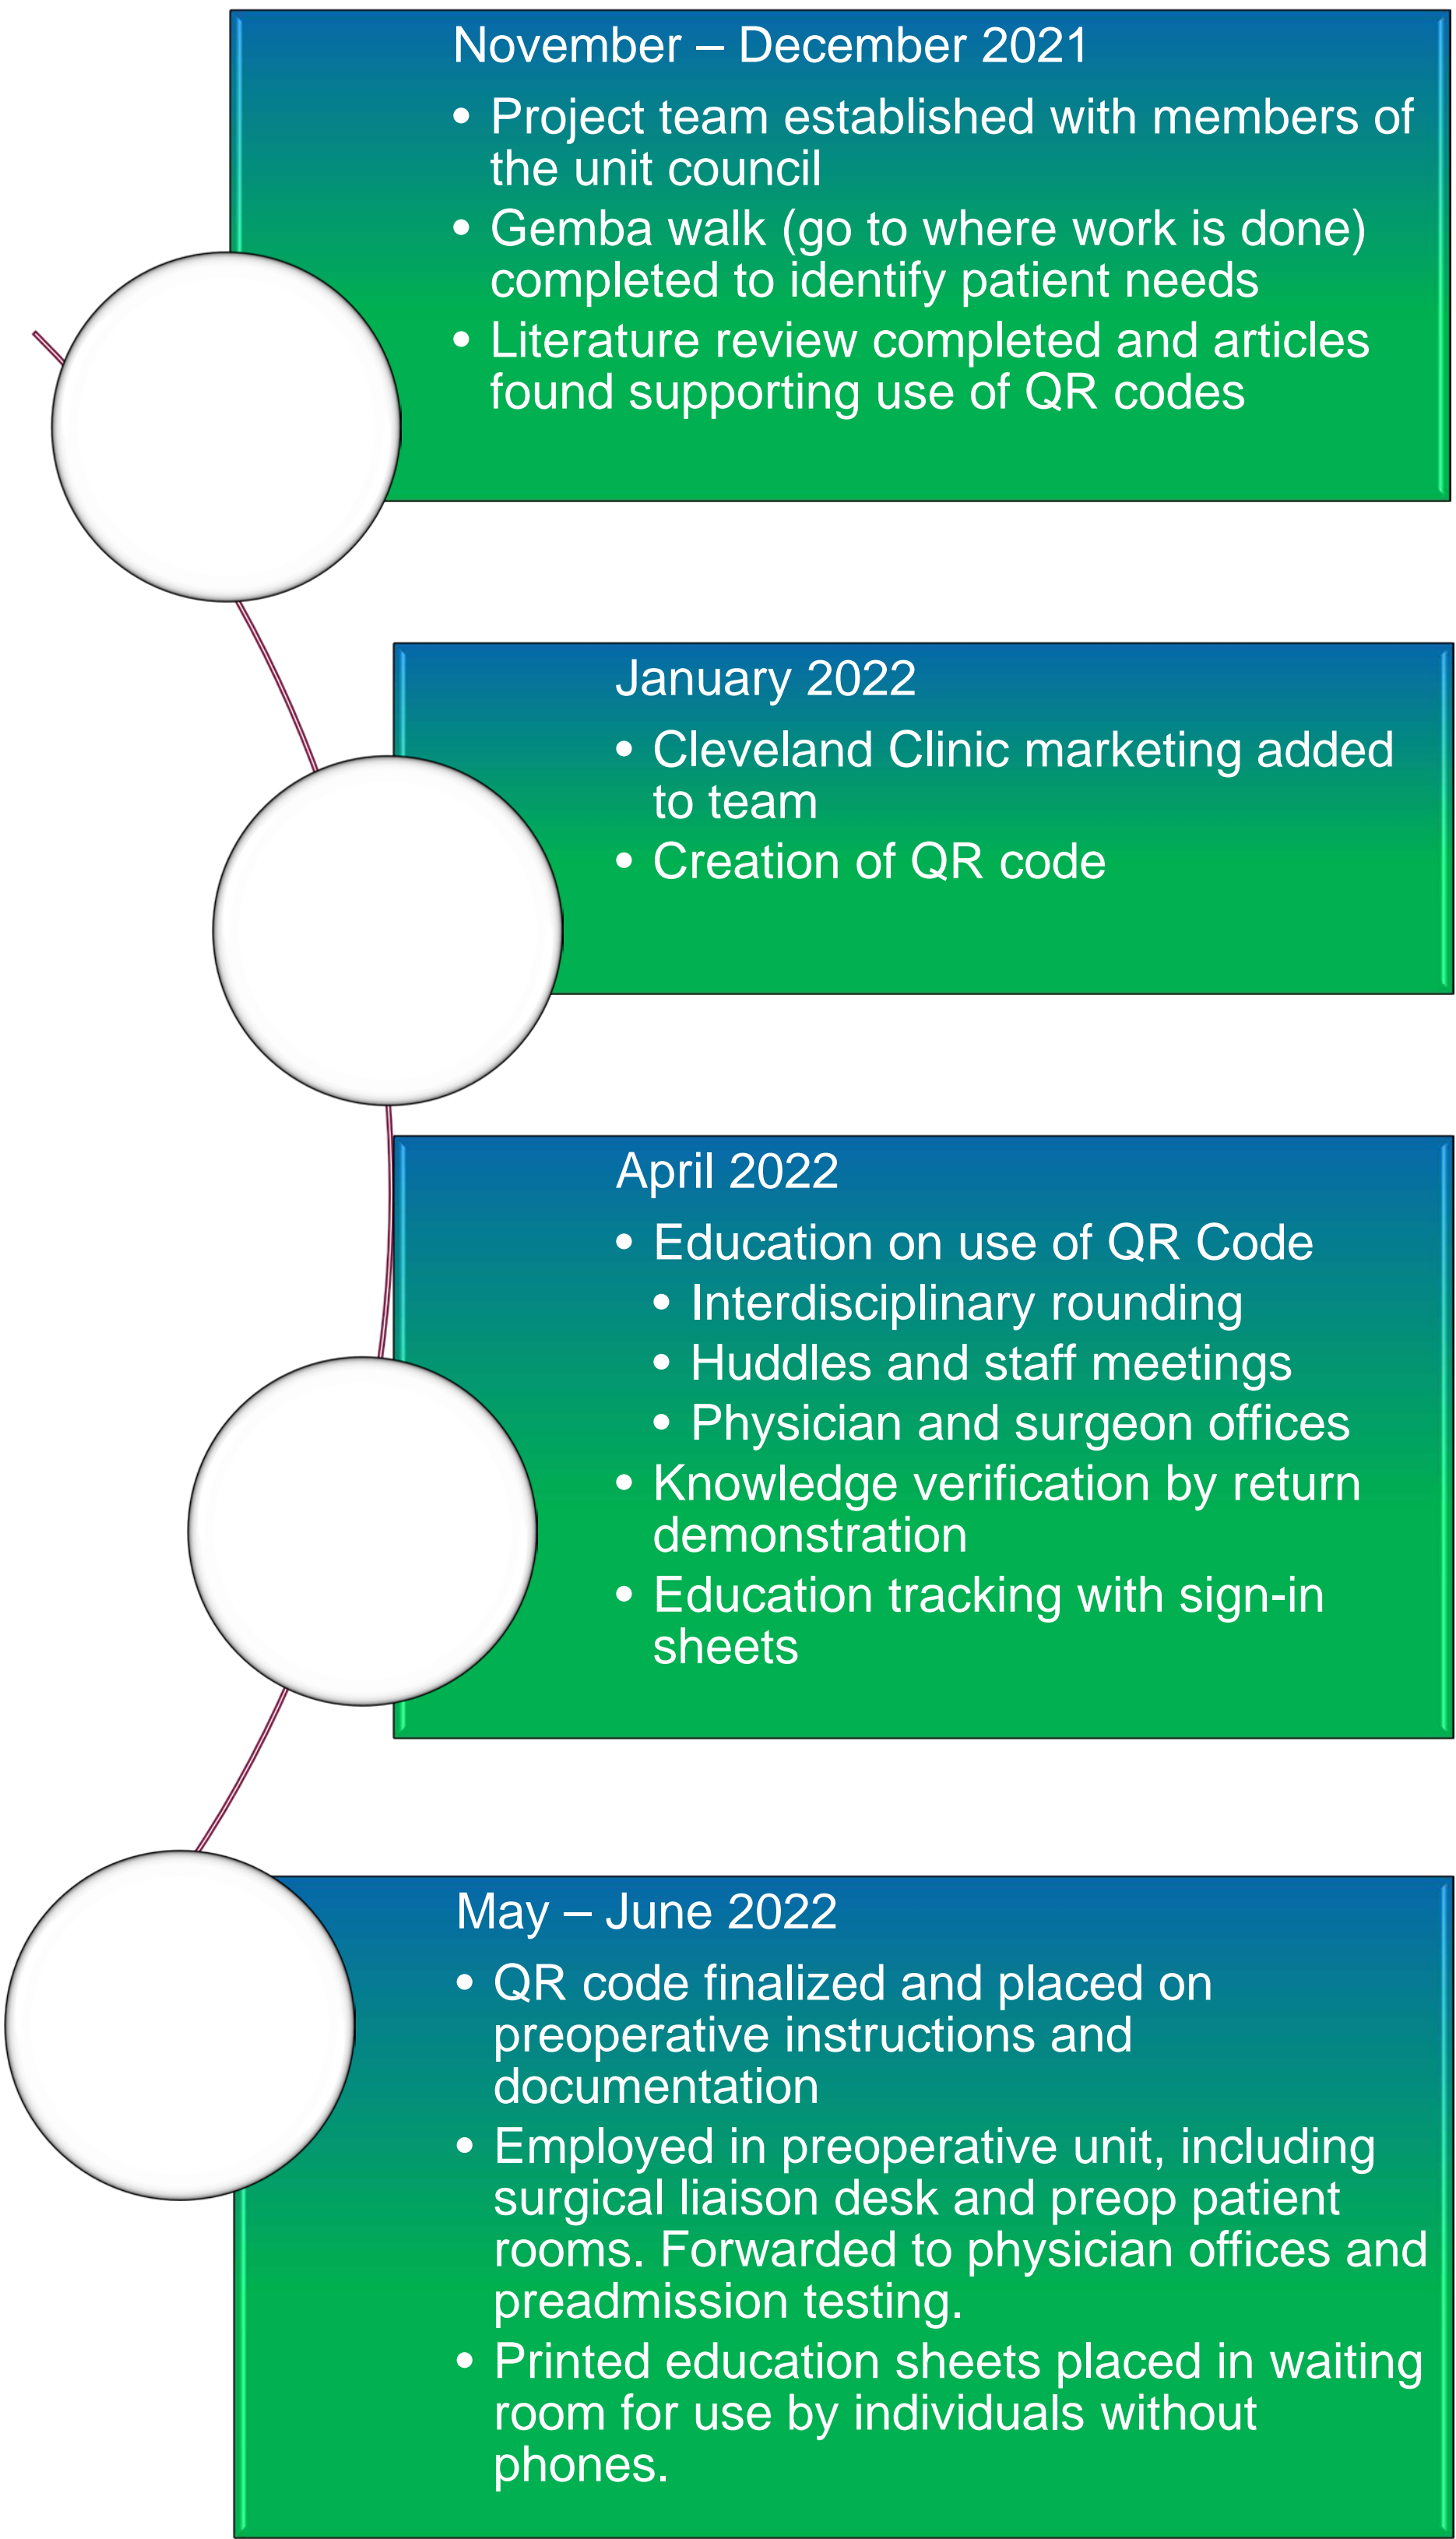 November – December 2021
• Project team established with members of
the unit council
• Gemba walk (go to where work is done)
completed to identify patient needs
• Literature review completed and articles
found supporting use of QR codes
January 2022
• Cleveland Clinic marketing added
to team
• Creation of QR code
April 2022
• Education on use of QR Code
• Interdisciplinary rounding
• Huddles and staff meetings
• Physician and surgeon offices
• Knowledge verification by return
demonstration
• Education tracking with sign-in
sheets
May – June 2022
• QR code finalized and placed on
preoperative instructions and
documentation
• Employed in preoperative unit, including
surgical liaison desk and preop patient
rooms. Forwarded to physician offices and
preadmission testing.
• Printed education sheets placed in waiting
room for use by individuals without
phones.